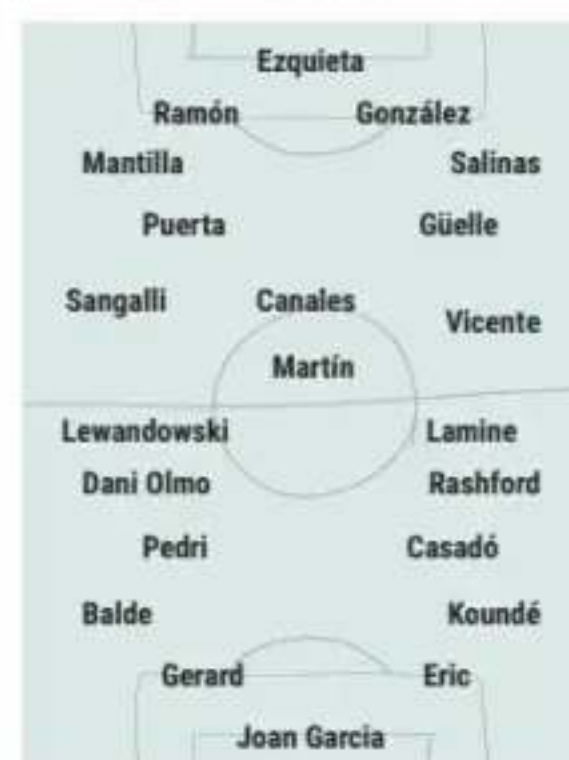 Ezquieta
Ramón González
Mantilla Salinas
Puerta Güelle
Sangalli Canales Vicente
Martín
Lewandowski Lamine
Dani Olmo Rashford
Pedri Casadó
Balde Koundé
Gerard Eric
Joan Garcia